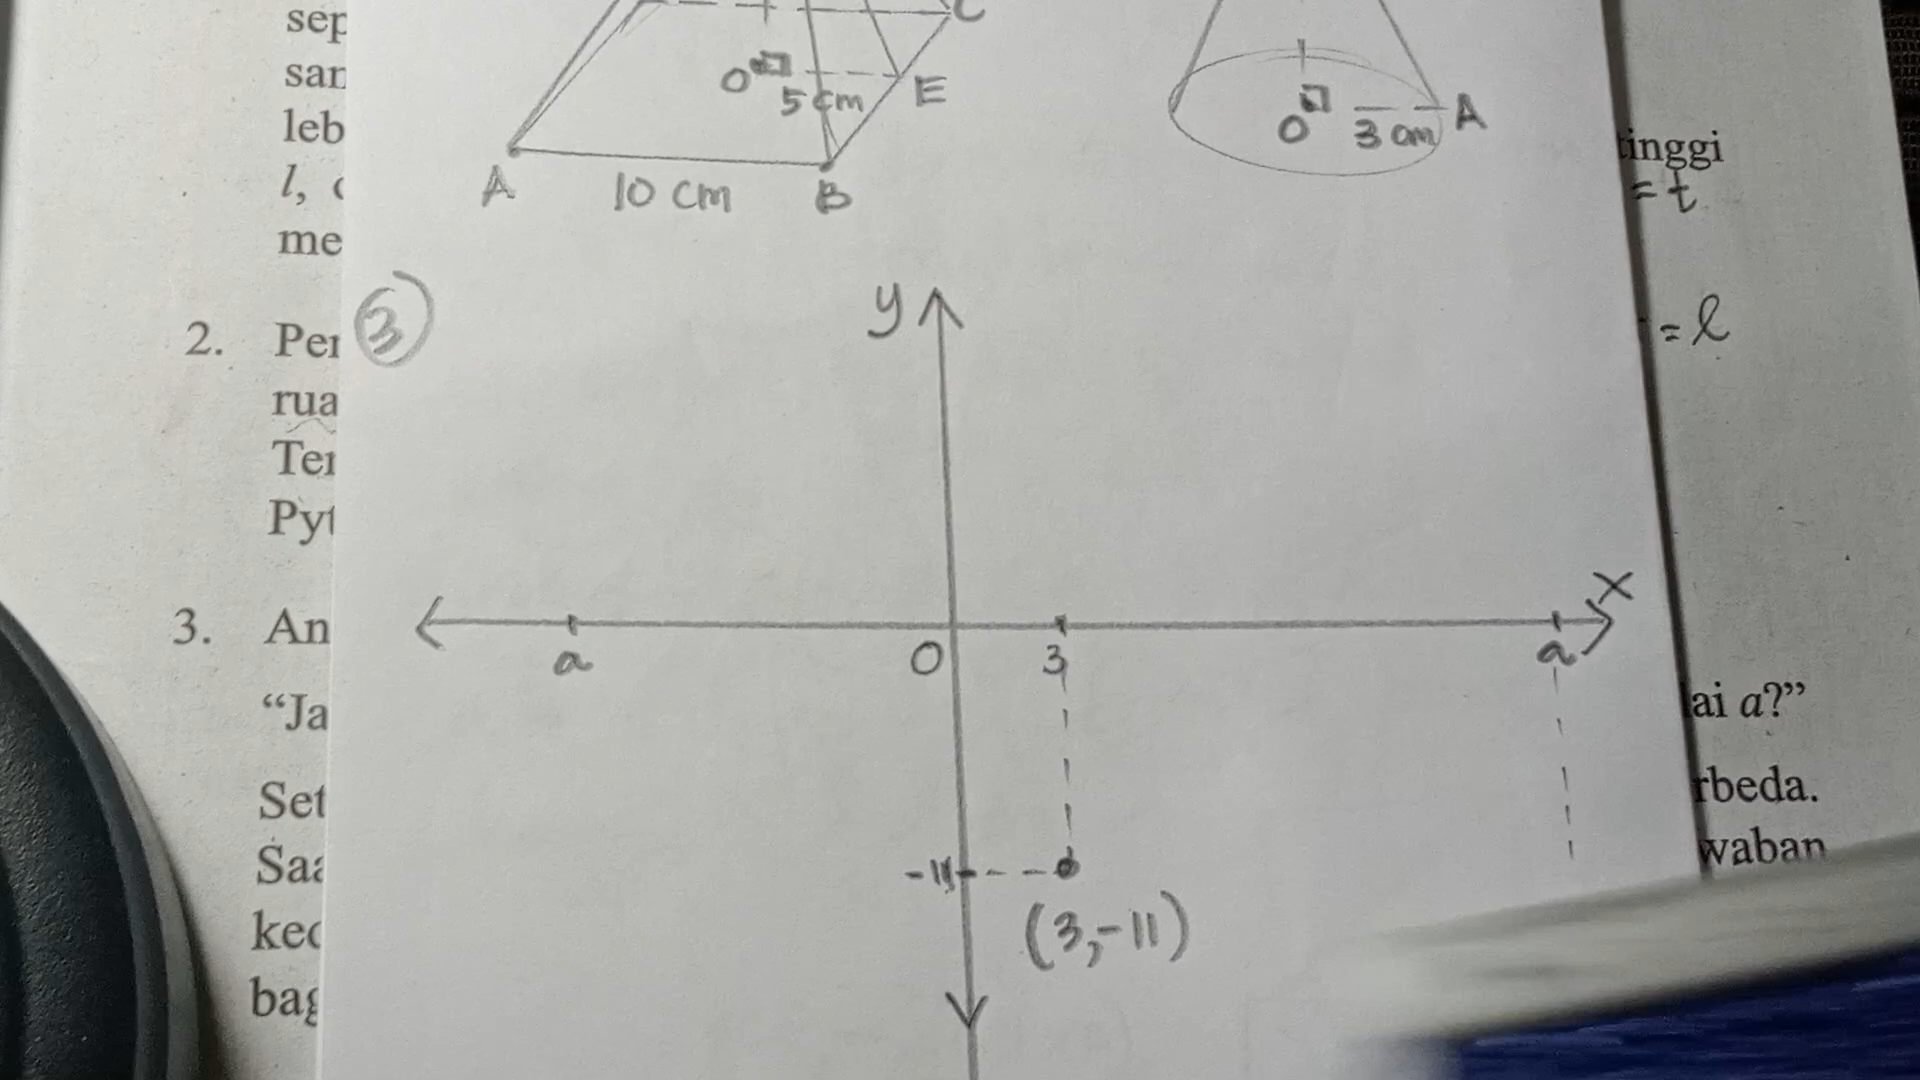 sep
C
san
O
5 cm
E
O
3 cm
A
leb
tinggi
l,
A
10 cm
B
= t
me
3
y
2.
Per
= l
rua
Ter
Pyt
x
3.
An
a
O
3
a
“Ja
lai a?”
Set
rbeda.
Saa
-11
waban
kec
(3,-11)
bag